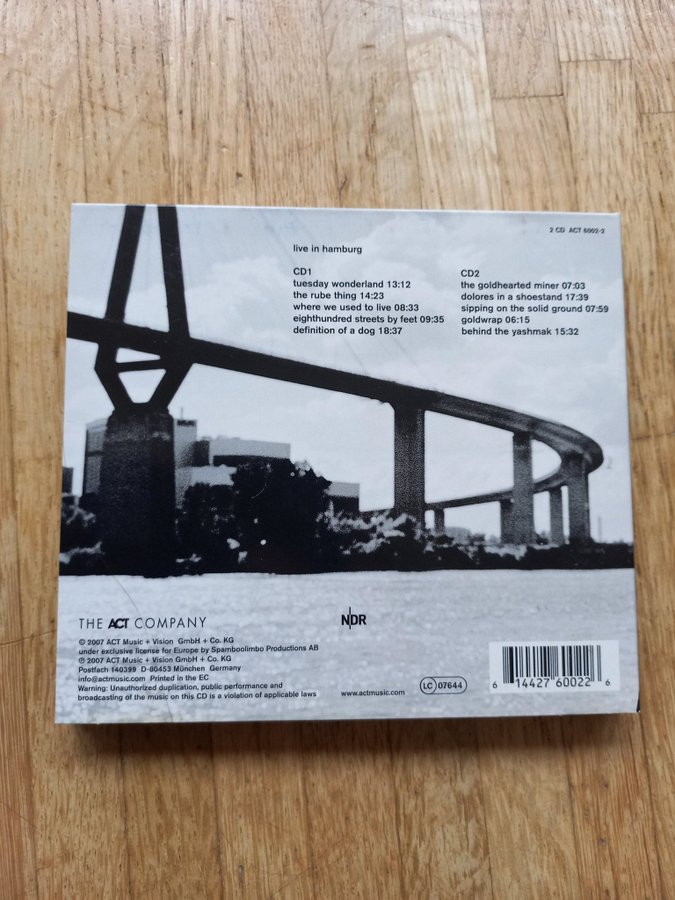 2 CD ACT 6002-2
live in hamburg
CD1
tuesday wonderland 13:12
the rube thing 14:23
where we used to live 08:33
eighthundred streets by feet 09:35
definition of a dog 18:37
CD2
the goldhearted miner 07:03
dolores in a shoestand 17:39
sipping on the solid ground 07:59
goldwrap 06:15
behind the yashmak 15:32
THE ACT COMPANY
© 2007 ACT Music + Vision GmbH + Co. KG
under exclusive license for Europe by Spamboolimbo Productions AB
℗ 2007 ACT Music + Vision GmbH + Co. KG
Postfach 140399 D-80453 München Germany
info@actmusic.com Printed in the EC
Warning: Unauthorized duplication, public performance and
broadcasting of the music on this CD is a violation of applicable laws
NDR
www.actmusic.com
LC 07644
6 14427 60022 6